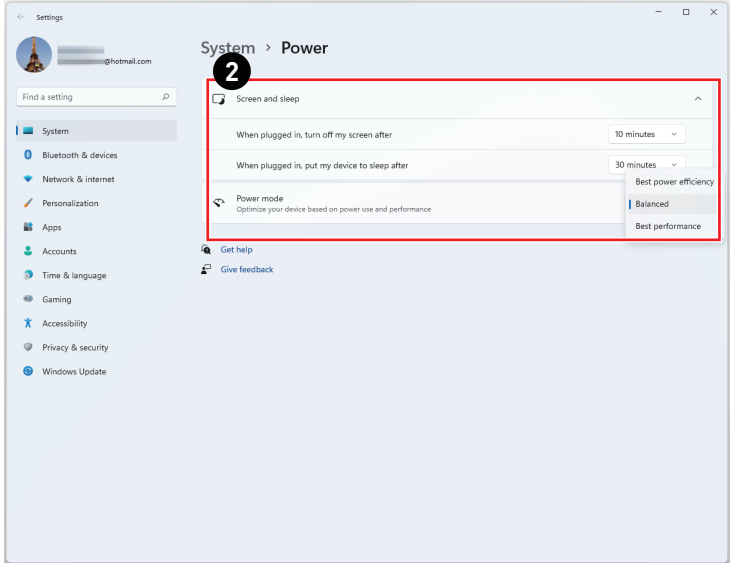 Settings
@hotmail.com
Find a setting
System
Bluetooth & devices
Network & internet
Personalization
Apps
Accounts
Time & language
Gaming
Accessibility
Privacy & security
Windows Update
System > Power
2
Screen and sleep
When plugged in, turn off my screen after
10 minutes
When plugged in, put my device to sleep after
30 minutes
Power mode
Optimize your device based on power use and performance
Best power efficiency
Balanced
Best performance
Get help
Give feedback